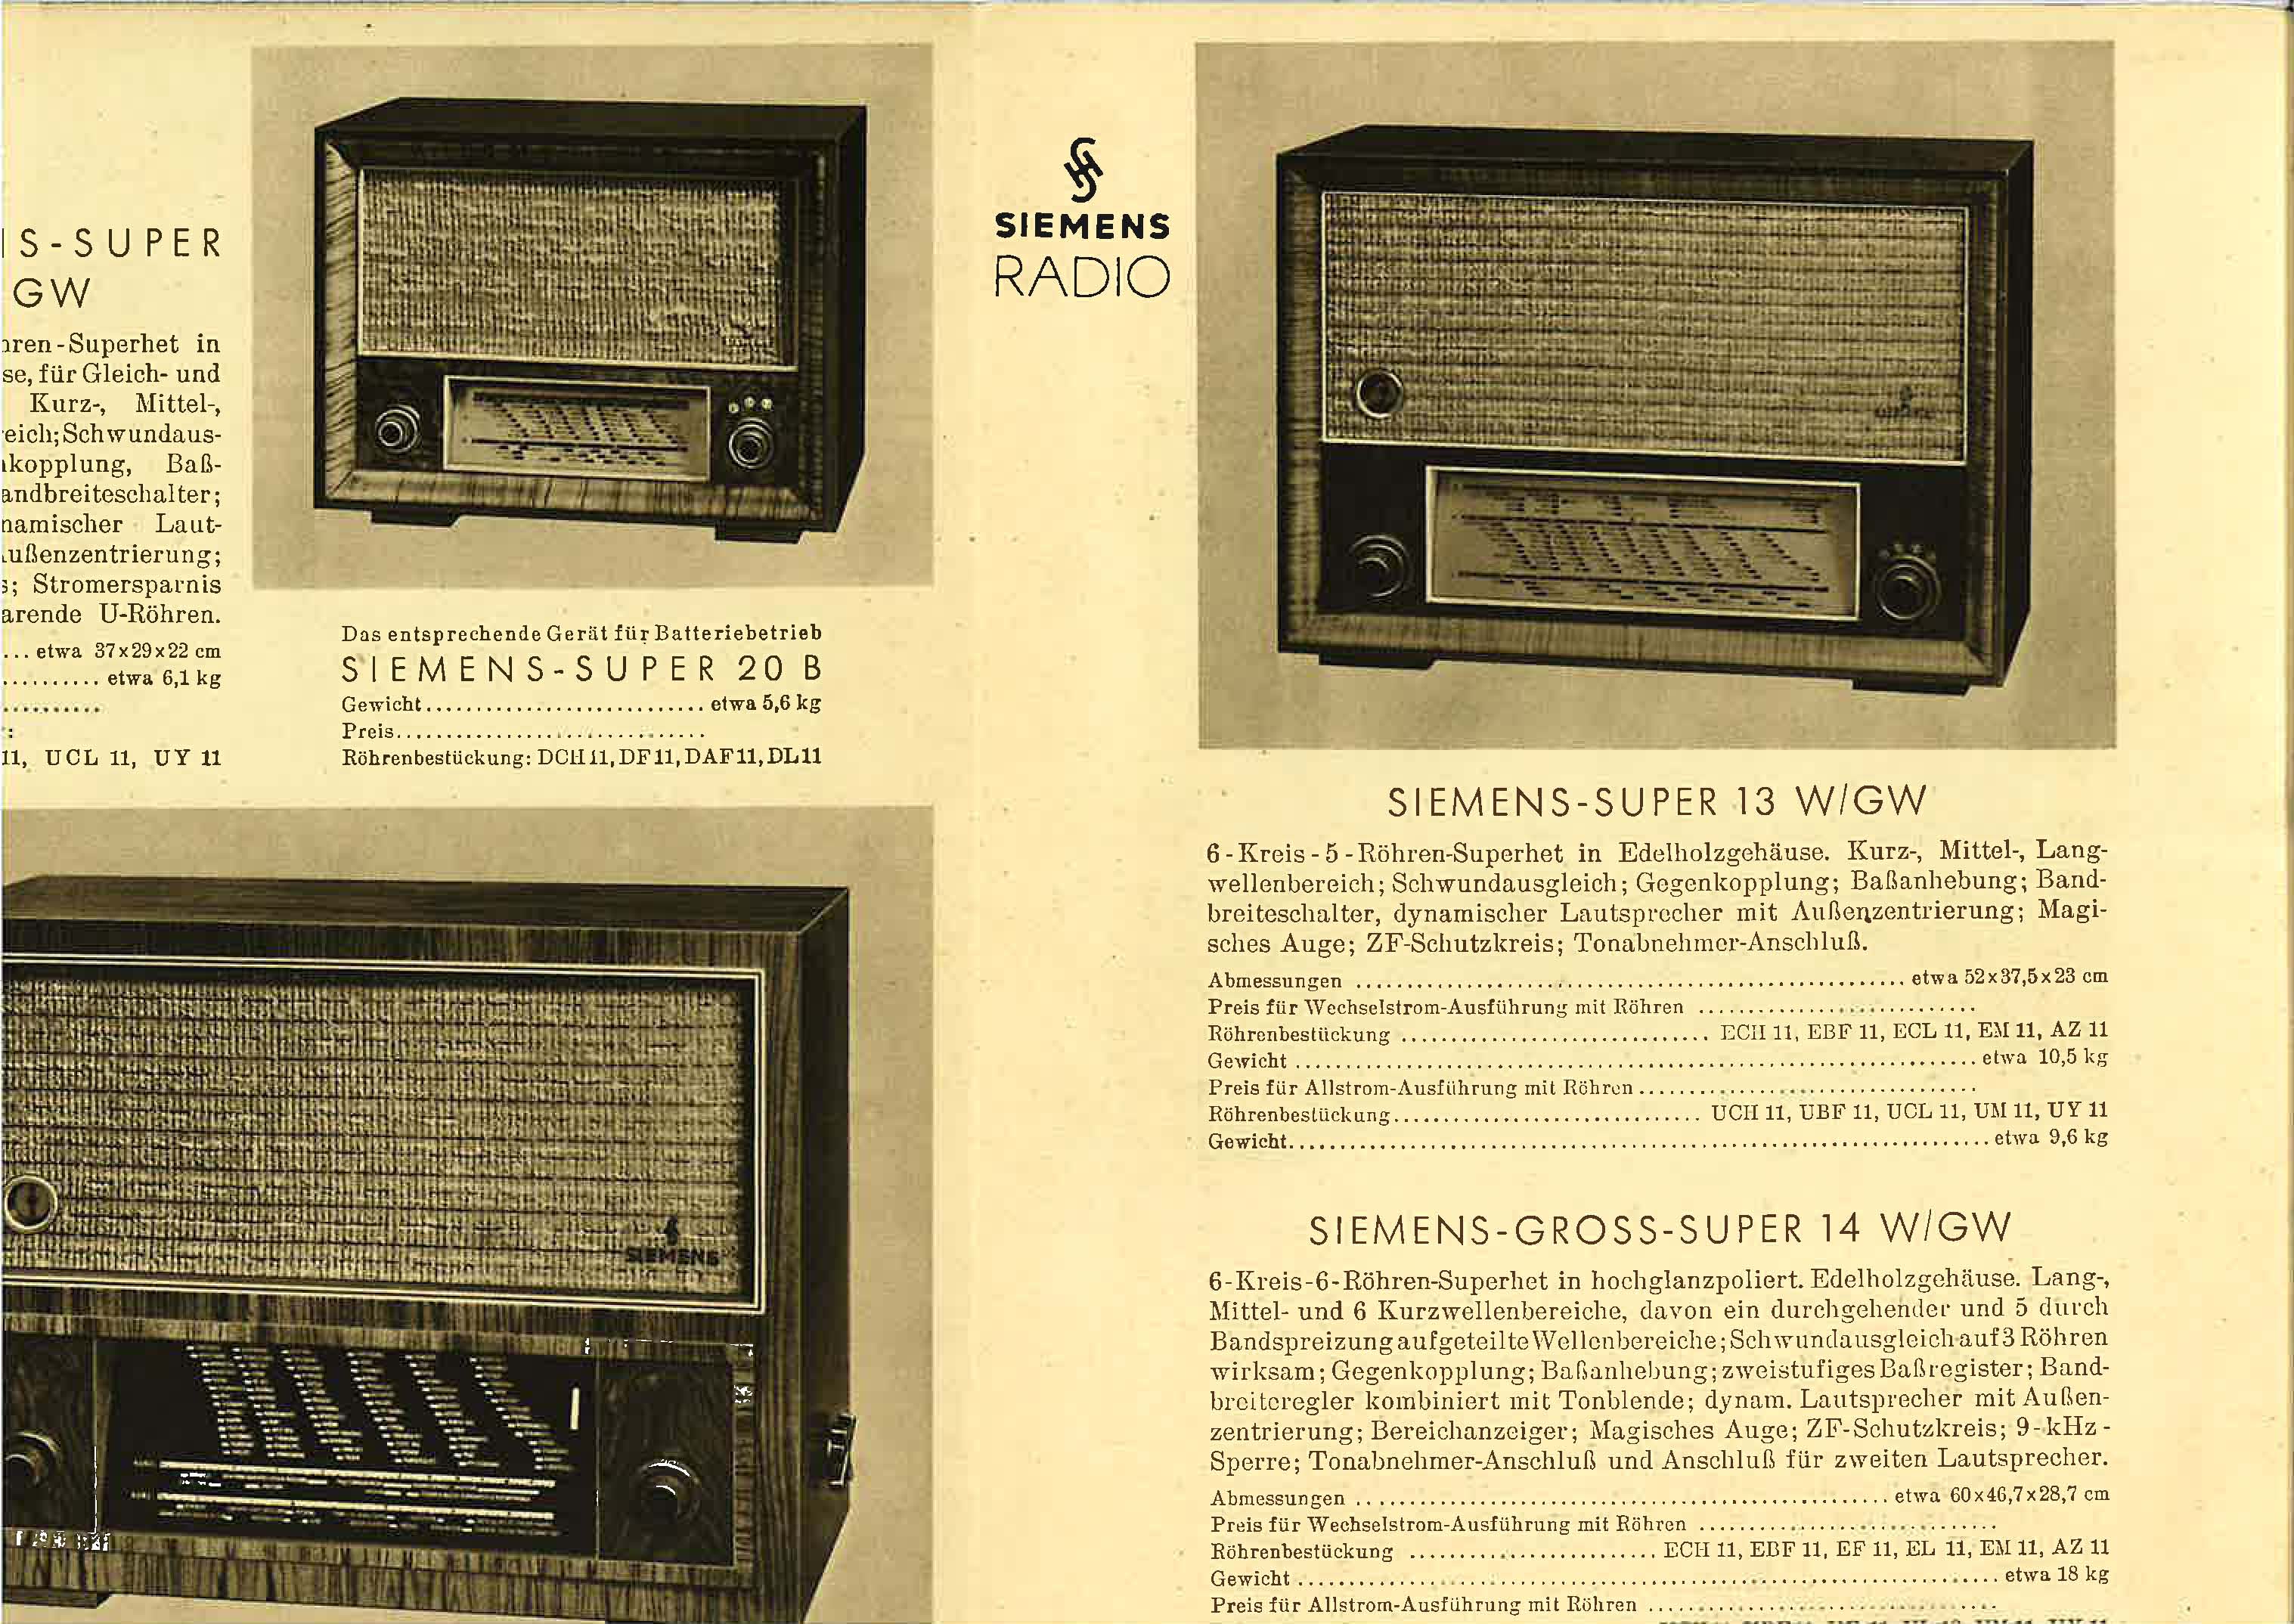 S-SUPER
GW
-Superhet in
se, für Gleich- und
Kurz-, Mittel-,
eich; Schwundaus-
kopplung, Baß-
andbreiteschalter;
namischer Laut-
ußenzentrierung;
; Stromersparnis
arende U-Röhren.
... etwa 37x29x22 cm
.......... etwa 6,1 kg
..........
:
11, UCL 11, UY 11
Das entsprechende Gerät für Batteriebetrieb
SIEMENS-SUPER 20 B
Gewicht............................ etwa 5,6 kg
Preis...............................
Röhrenbestückung: DCH 11, DF 11, DAF 11, DL 11
SIEMENS
SIEMENS
RADIO
SIEMENS-SUPER 13 W/GW
6-Kreis-5-Röhren-Superhet in Edelholzgehäuse. Kurz-, Mittel-, Lang-
wellenbereich; Schwundausgleich; Gegenkopplung; Baßanhebung; Band-
breiteschalter, dynamischer Lautsprecher mit Außenzentrierung; Magi-
sches Auge; ZF-Schutzkreis; Tonabnehmer-Anschluß.
Abmessungen ....................................................... etwa 52x37,5x23 cm
Preis für Wechselstrom-Ausführung mit Röhren ............................
Röhrenbestückung ............................... ECH 11, EBF 11, ECL 11, EM 11, AZ 11
Gewicht .................................................................... etwa 10,5 kg
Preis für Allstrom-Ausführung mit Röhren..................................
Röhrenbestückung............................... UCH 11, UBF 11, UCL 11, UM 11, UY 11
Gewicht...................................................................... etwa 9,6 kg
SIEMENS-GROSS-SUPER 14 W/GW
6-Kreis-6-Röhren-Superhet in hochglanzpoliert. Edelholzgehäuse. Lang-,
Mittel- und 6 Kurzwellenbereiche, davon ein durchgehender und 5 durch
Bandspreizung aufgeteilte Wellenbereiche; Schwundausgleich auf 3 Röhren
wirksam; Gegenkopplung; Baßanhebung; zweistufiges Baßregister; Band-
breiteregler kombiniert mit Tonblende; dynam. Lautsprecher mit Außen-
zentrierung; Bereichanzeiger; Magisches Auge; ZF-Schutzkreis; 9-kHz-
Sperre; Tonabnehmer-Anschluß und Anschluß für zweiten Lautsprecher.
Abmessungen ..................................................... etwa 60x46,7x28,7 cm
Preis für Wechselstrom-Ausführung mit Röhren ..............................
Röhrenbestückung ......................... ECH 11, EBF 11, EF 11, EL 11, EM 11, AZ 11
Gewicht ...................................................................... etwa 18 kg
Preis für Allstrom-Ausführung mit Röhren ...................................